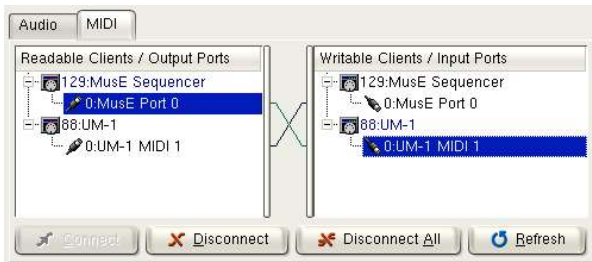 Audio MIDI
Readable Clients / Output Ports
129:MusE Sequencer
0:MusE Port 0
88:UM-1
0:UM-1 MIDI 1
Writable Clients / Input Ports
129:MusE Sequencer
0:MusE Port 0
88:UM-1
0:UM-1 MIDI 1
Connect Disconnect Disconnect All Refresh